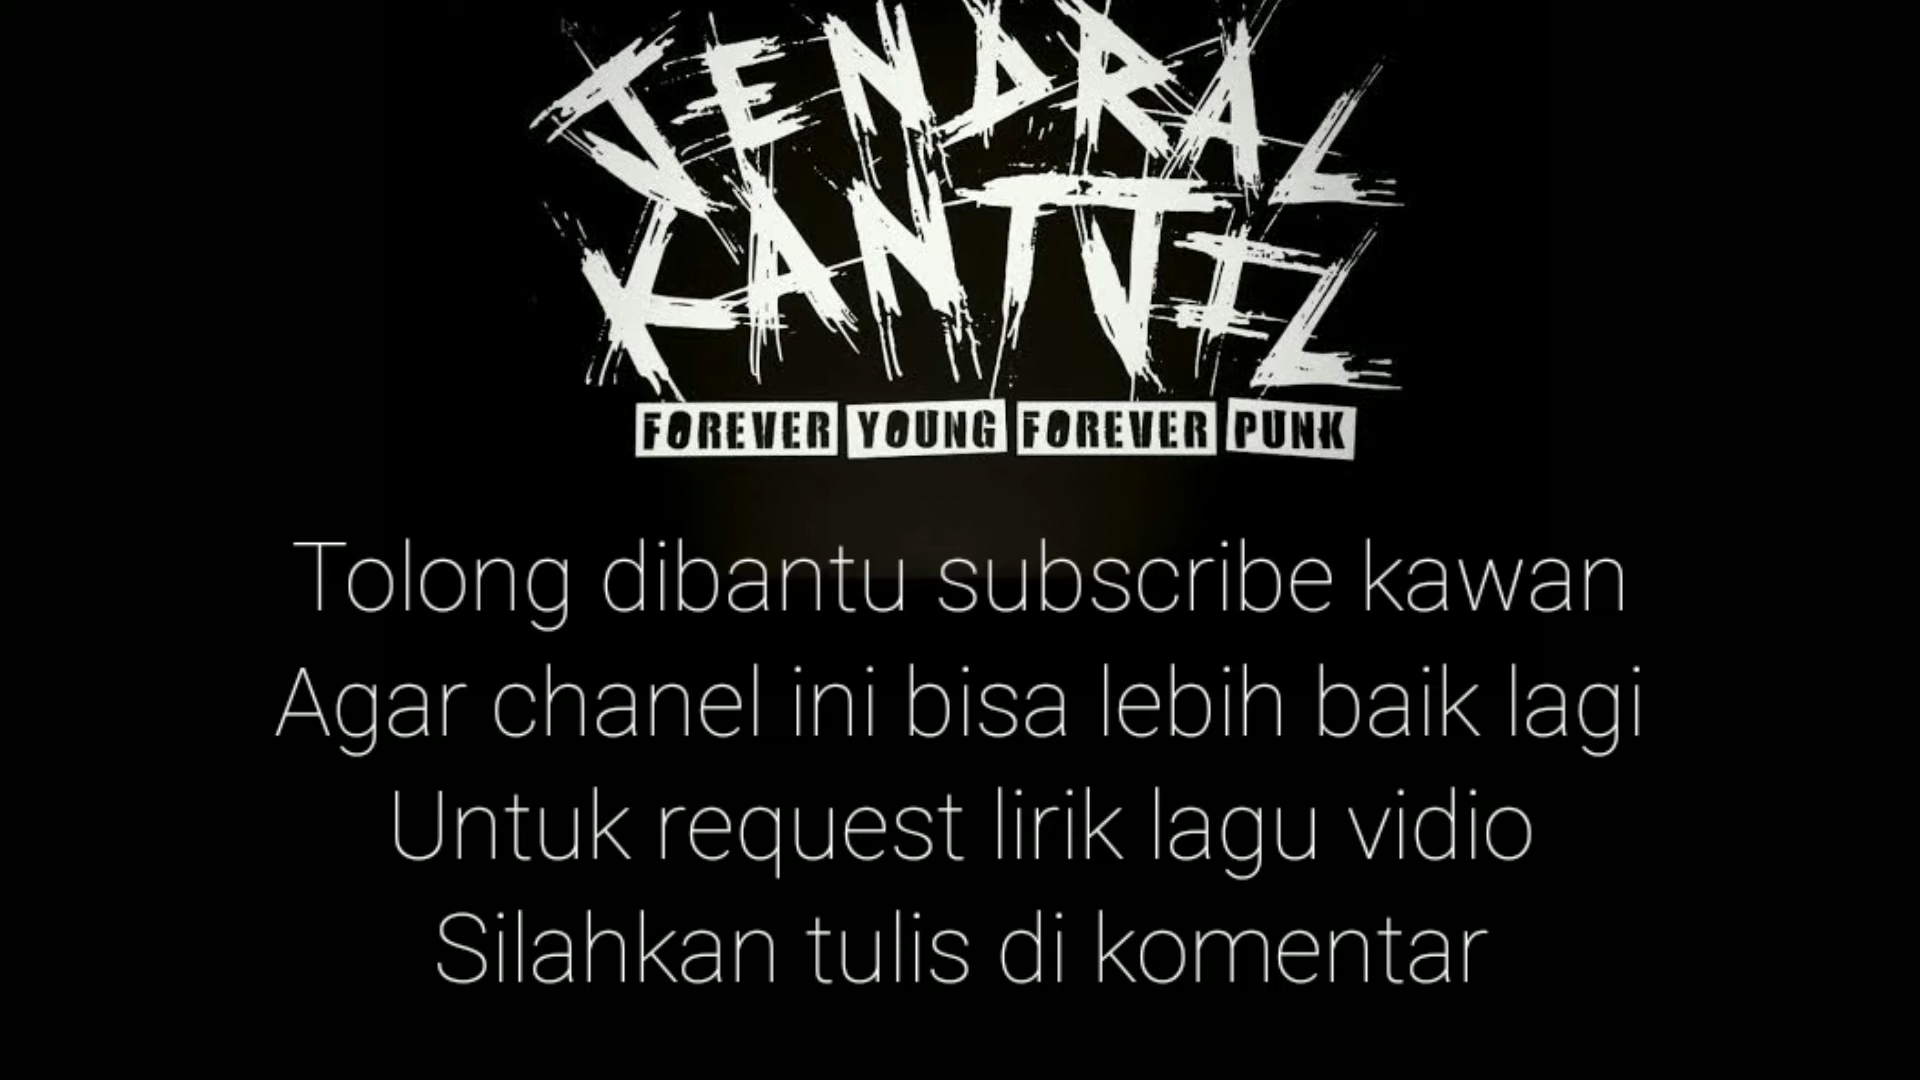 JENDRAL
KANTJIL
FOREVER YOUNG FOREVER PUNK
Tolong dibantu subscribe kawan
Agar chanel ini bisa lebih baik lagi
Untuk request lirik lagu vidio
Silahkan tulis di komentar